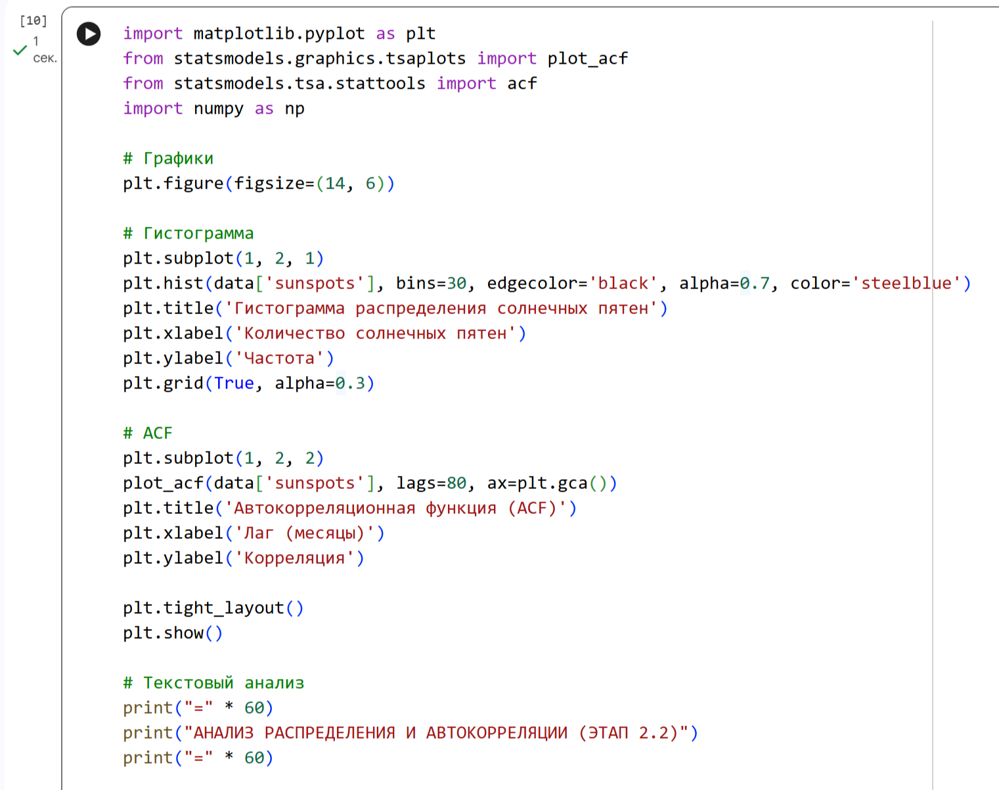 [10]
1
сек.
import matplotlib.pyplot as plt
from statsmodels.graphics.tsaplots import plot_acf
from statsmodels.tsa.stattools import acf
import numpy as np
# Графики
plt.figure(figsize=(14, 6))
# Гистограмма
plt.subplot(1, 2, 1)
plt.hist(data['sunspots'], bins=30, edgecolor='black', alpha=0.7, color='steelblue')
plt.title('Гистограмма распределения солнечных пятен')
plt.xlabel('Количество солнечных пятен')
plt.ylabel('Частота')
plt.grid(True, alpha=0.3)
# ACF
plt.subplot(1, 2, 2)
plot_acf(data['sunspots'], lags=80, ax=plt.gca())
plt.title('Автокорреляционная функция (ACF)')
plt.xlabel('Лаг (месяцы)')
plt.ylabel('Корреляция')
plt.tight_layout()
plt.show()
# Текстовый анализ
print("=" * 60)
print("АНАЛИЗ РАСПРЕДЕЛЕНИЯ И АВТОКОРРЕЛЯЦИИ (ЭТАП 2.2)")
print("=" * 60)